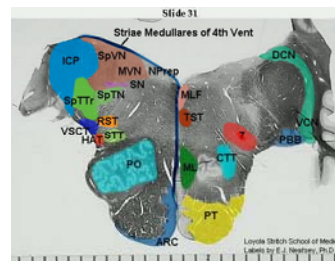 Slide 31
Striae Medullares of 4th Vent
ICP
SpVN
MVN
NPrep
SN
SpTTr
SpTN
RST
VSCT
HAT
STT
PO
ARC
MLF
TST
ML
CTT
?
PT
DCN
VCN
PBB
Loyola Stritch School of Medi
Labels by E.J. Neafsey, Ph.D.